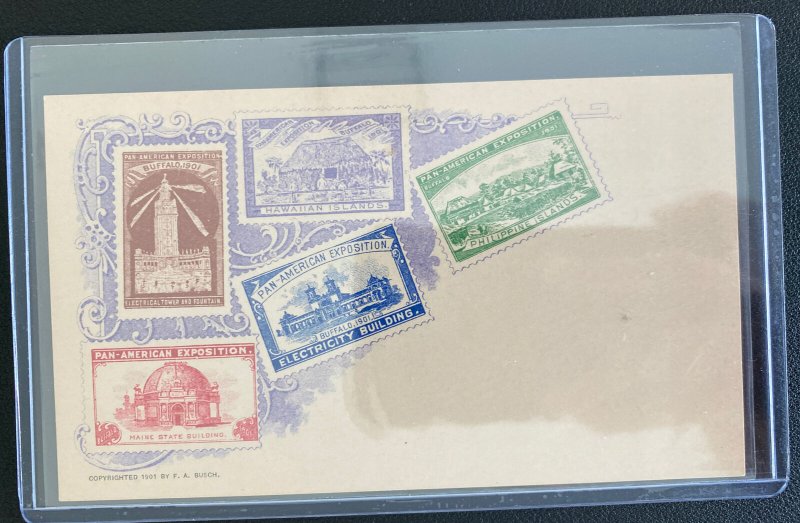 PAN-AMERICAN EXPOSITION
BUFFALO, 1901
ELECTRICAL TOWER AND FOUNTAIN.
PAN-AMERICAN
EXPOSITION
BUFFALO
1901
HAWAIIAN ISLANDS.
PAN-AMERICAN EXPOSITION,
BUFFALO
1901
PHILIPPINE ISLANDS.
PAN-AMERICAN EXPOSITION.
BUFFALO, 1901.
ELECTRICITY BUILDING.
PAN-AMERICAN EXPOSITION.
MAINE STATE BUILDING.
COPYRIGHTED 1901 BY F. A. BUSCH.